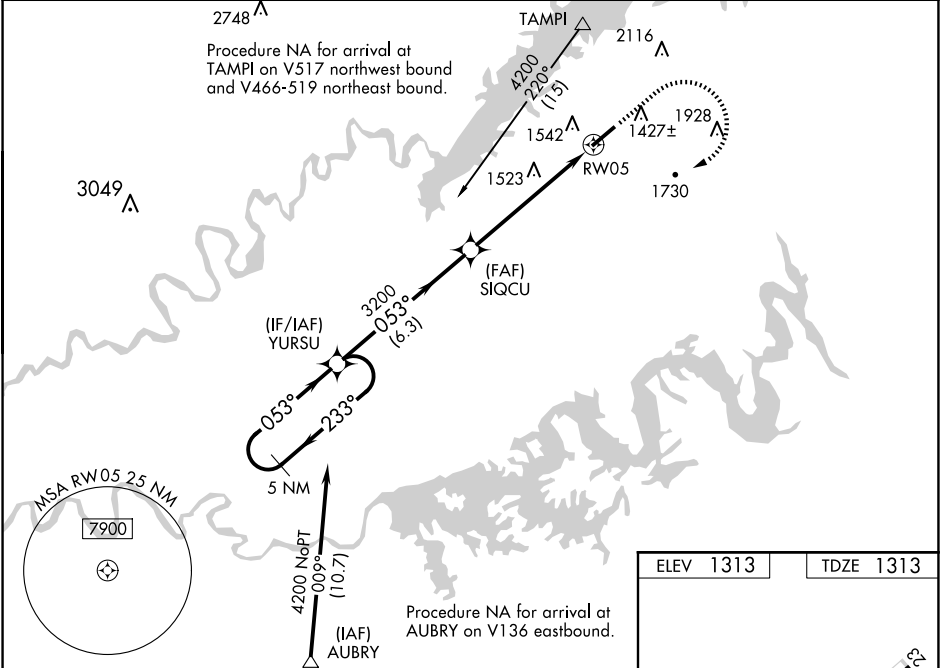 2748
TAMPI
2116
Procedure NA for arrival at
TAMPI on V517 northwest bound
and V466-519 northeast bound.
4200
220°
(15)
1542
1427±
1928
RW05
1523
1730
3049
(FAF)
SIQCU
3200
053°
(6.3)
(IF/IAF)
YURSU
053°
233°
5 NM
MSA RW05 25 NM
7900
4200 NoPT
009°
(10.7)
(IAF)
AUBRY
Procedure NA for arrival at
AUBRY on V136 eastbound.
ELEV 1313
TDZE 1313
23